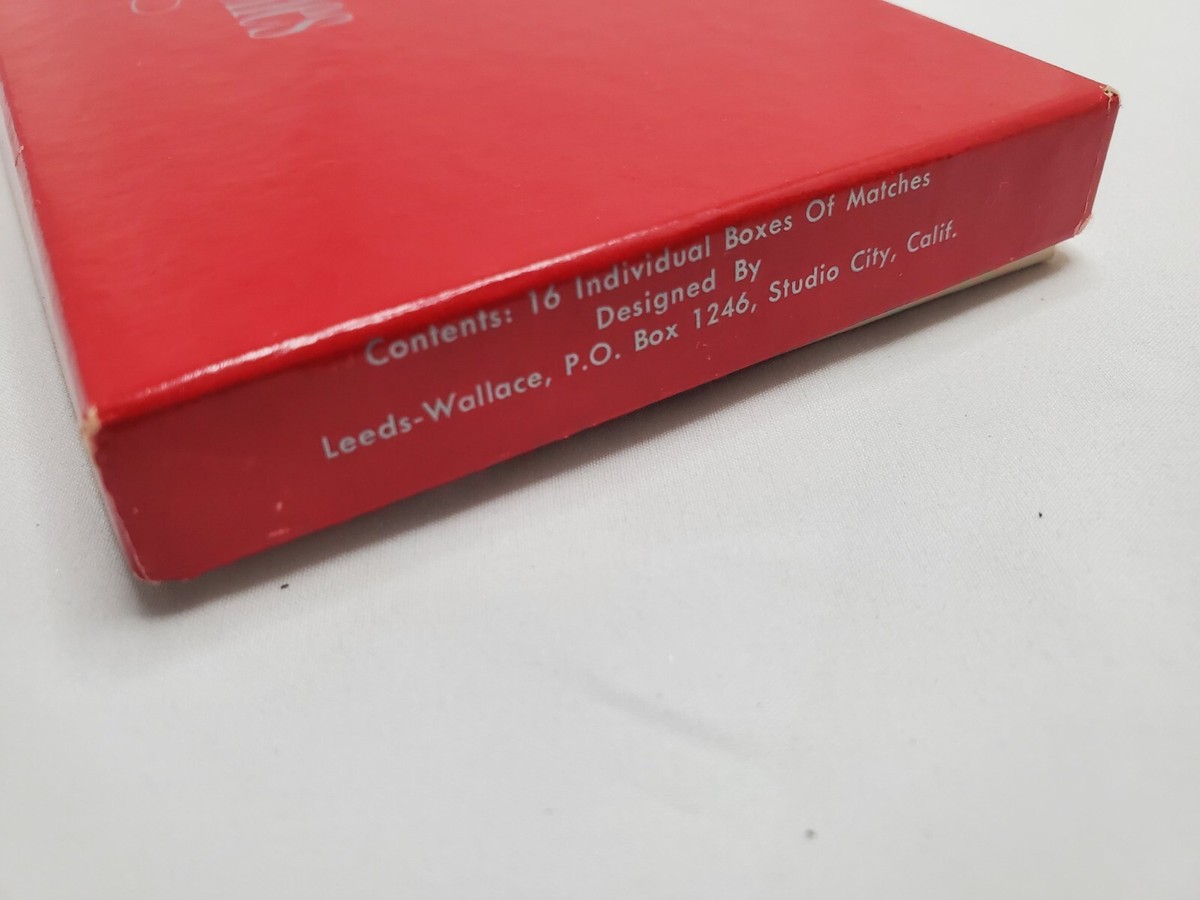 Contents: 16 Individual Boxes Of Matches
Designed By
Leeds-Wallace, P.O. Box 1246, Studio City, Calif.